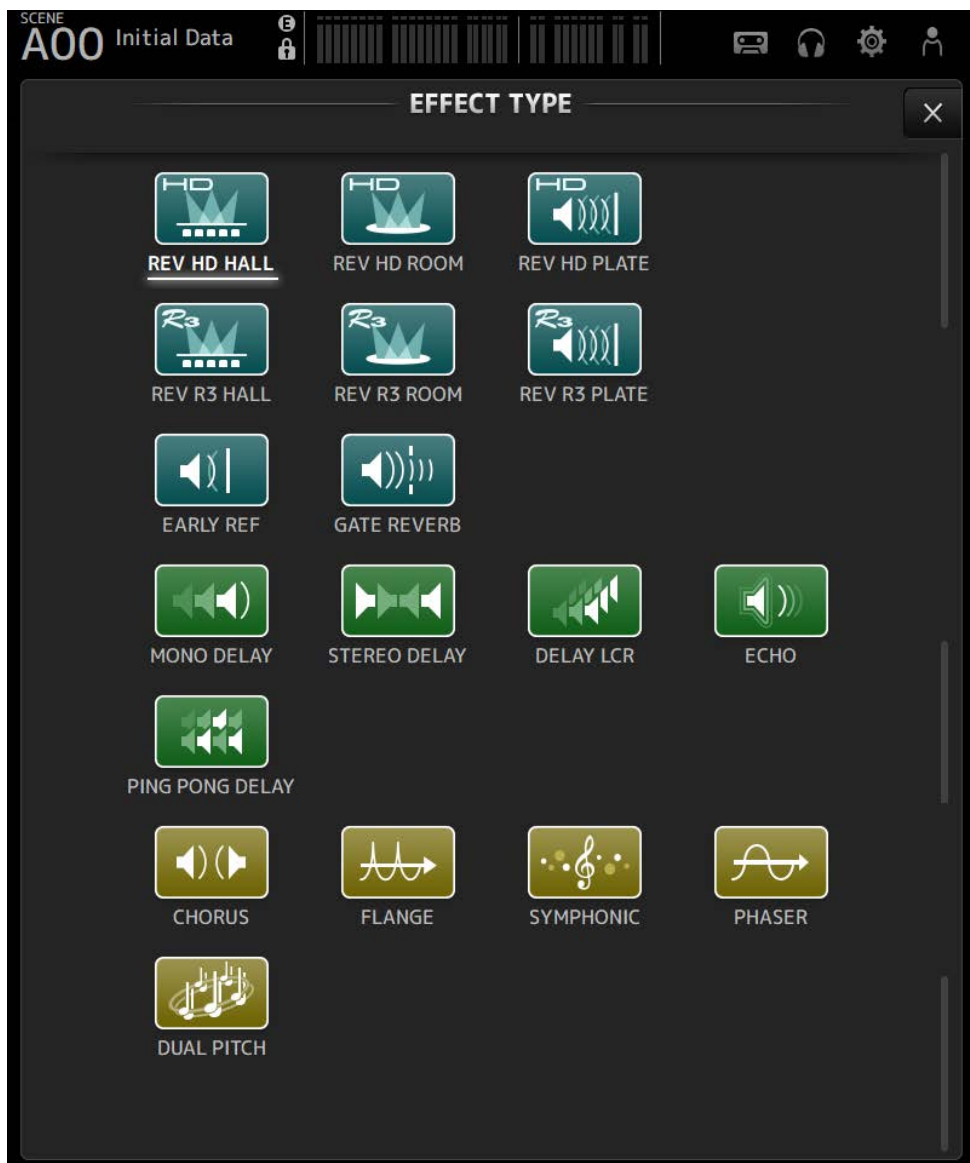 SCENE
A00 Initial Data E
EFFECT TYPE
HD HD HD
REV HD HALL REV HD ROOM REV HD PLATE
R3 R3 R3
REV R3 HALL REV R3 ROOM REV R3 PLATE
EARLY REF GATE REVERB
MONO DELAY STEREO DELAY DELAY LCR ECHO
PING PONG DELAY
CHORUS FLANGE SYMPHONIC PHASER
DUAL PITCH